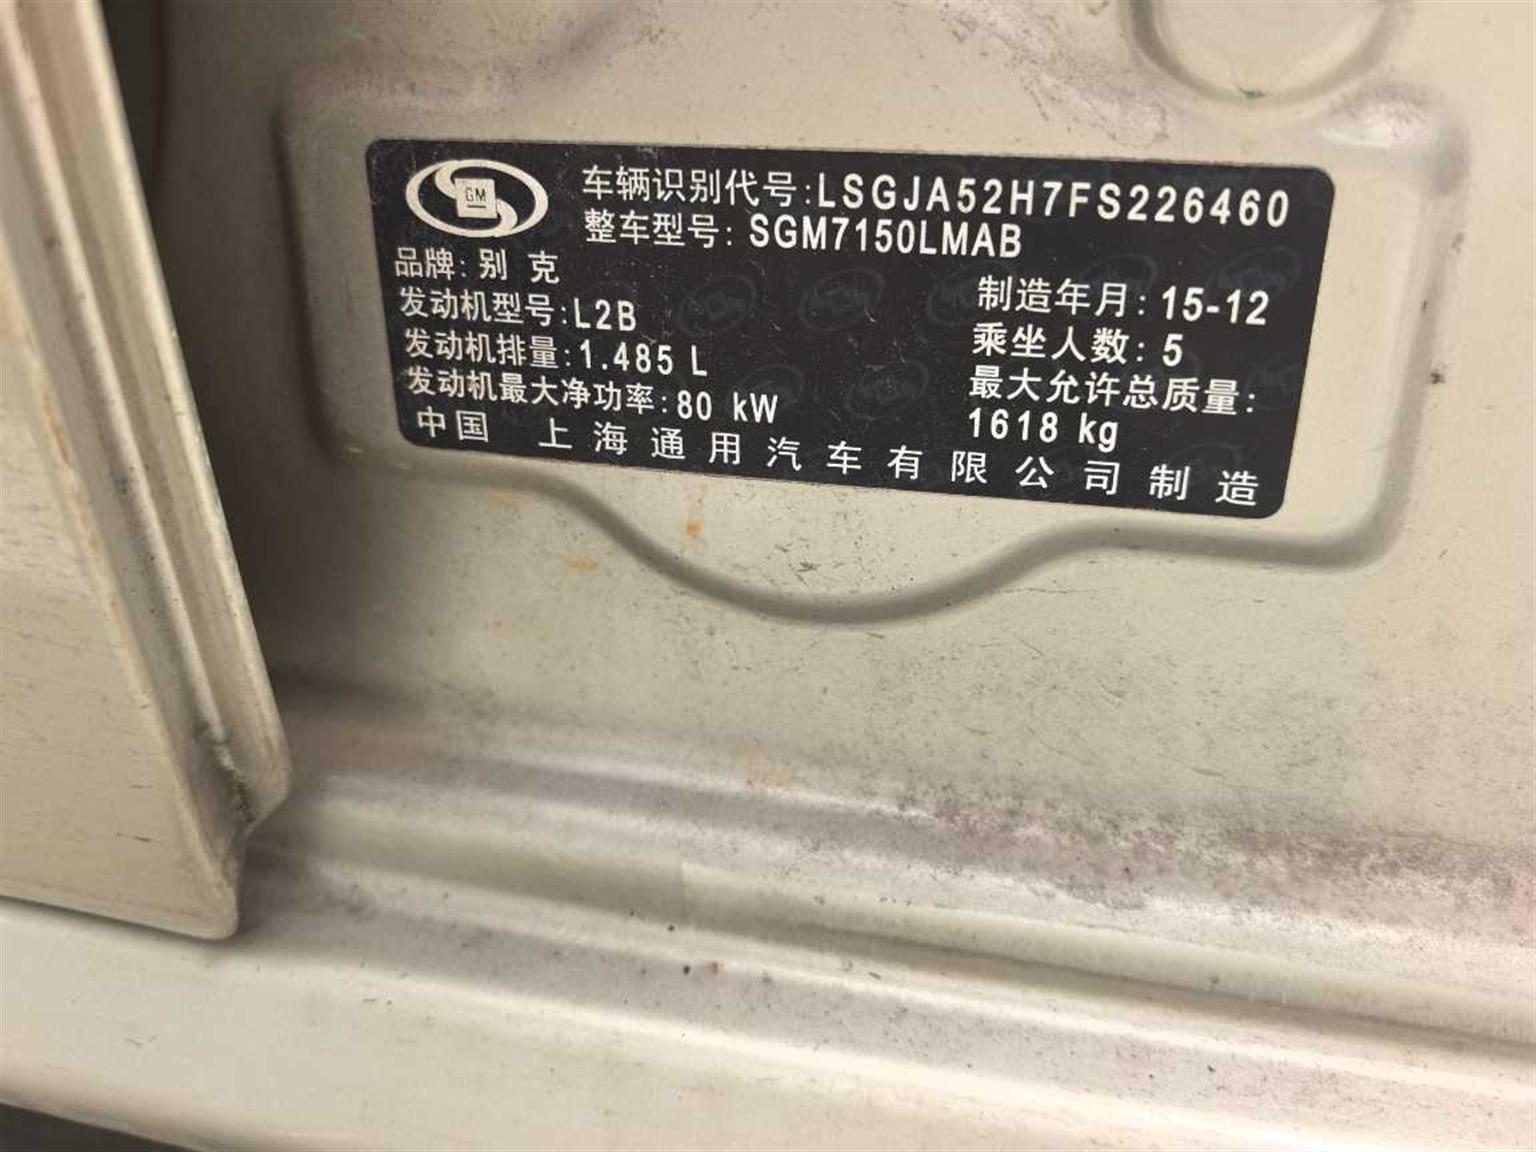 GM
车辆识别代号:LSGJA52H7FS226460
整车型号: SGM7150LMAB
品牌: 别 克
发动机型号:L2B
发动机排量:1.485 L
发动机最大净功率:80 kW
制造年月: 15-12
乘坐人数: 5
最大允许总质量:
1618 kg
中国 上海通用汽车有限公司制造